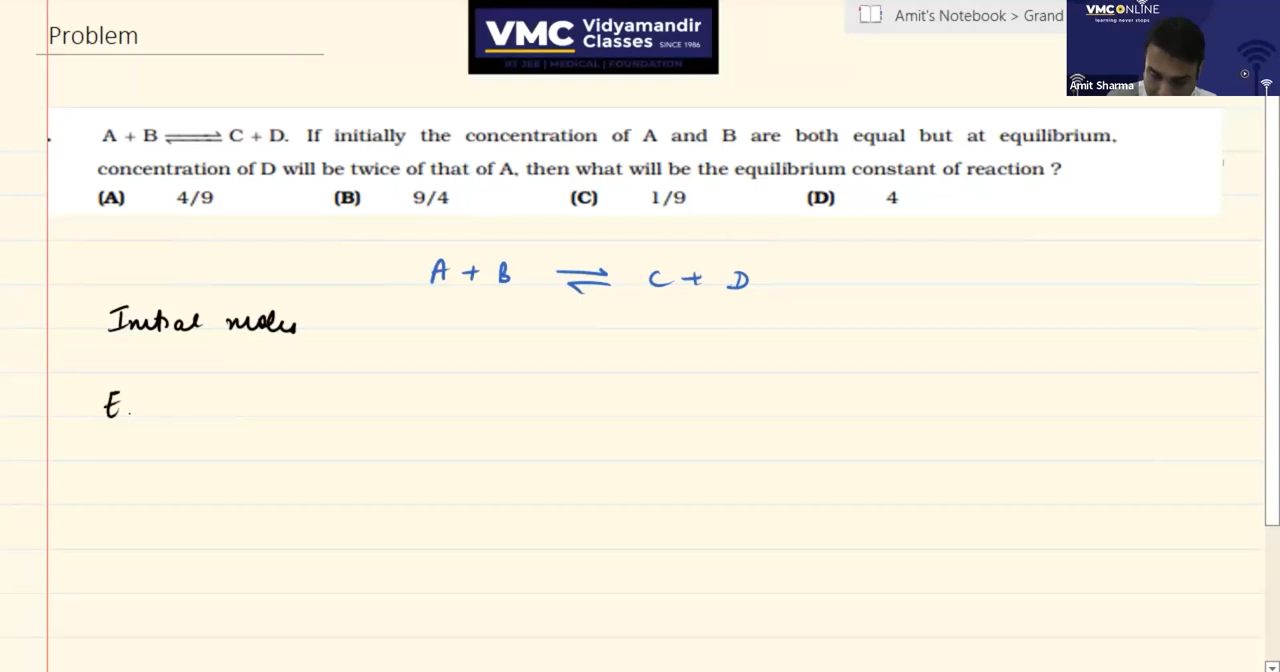 Problem
VMC Vidyamandir Classes SINCE 1986
IIT JEE | MEDICAL | FOUNDATION
Amit's Notebook > Grand
VMC ONLINE
learning never stops
Amit Sharma
A + B ⇌ C + D. If initially the concentration of A and B are both equal but at equilibrium,
concentration of D will be twice of that of A, then what will be the equilibrium constant of reaction ?
(A) 4/9 (B) 9/4 (C) 1/9 (D) 4
A + B ⇌ C + D
Initial moles
E.